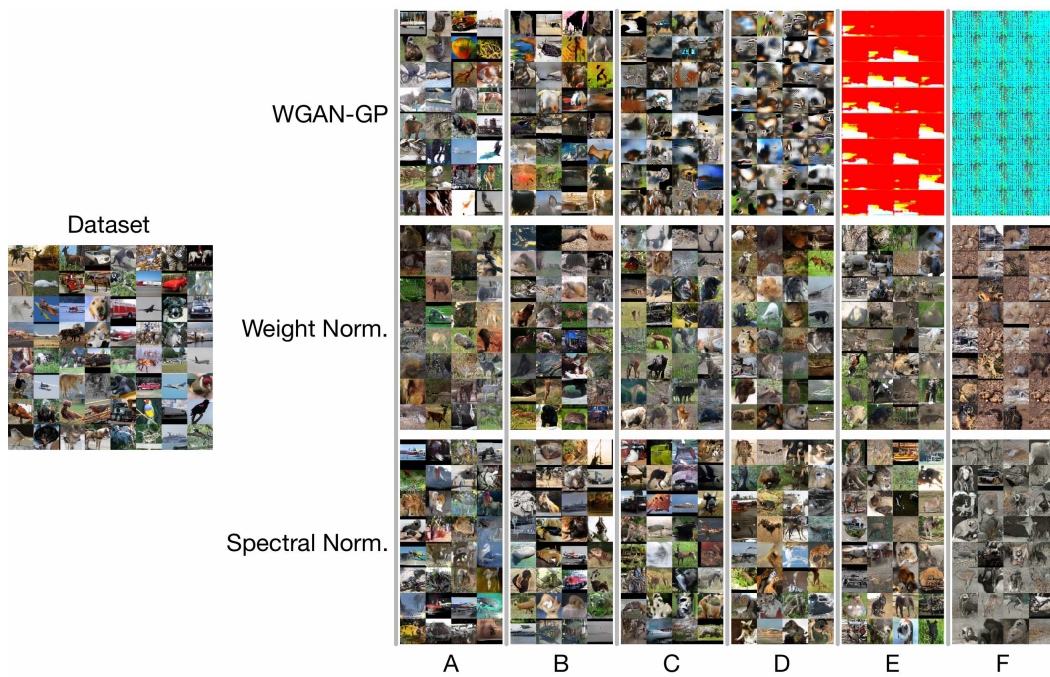 WGAN-GP
Dataset
Weight Norm.
Spectral Norm.
A B C D E F